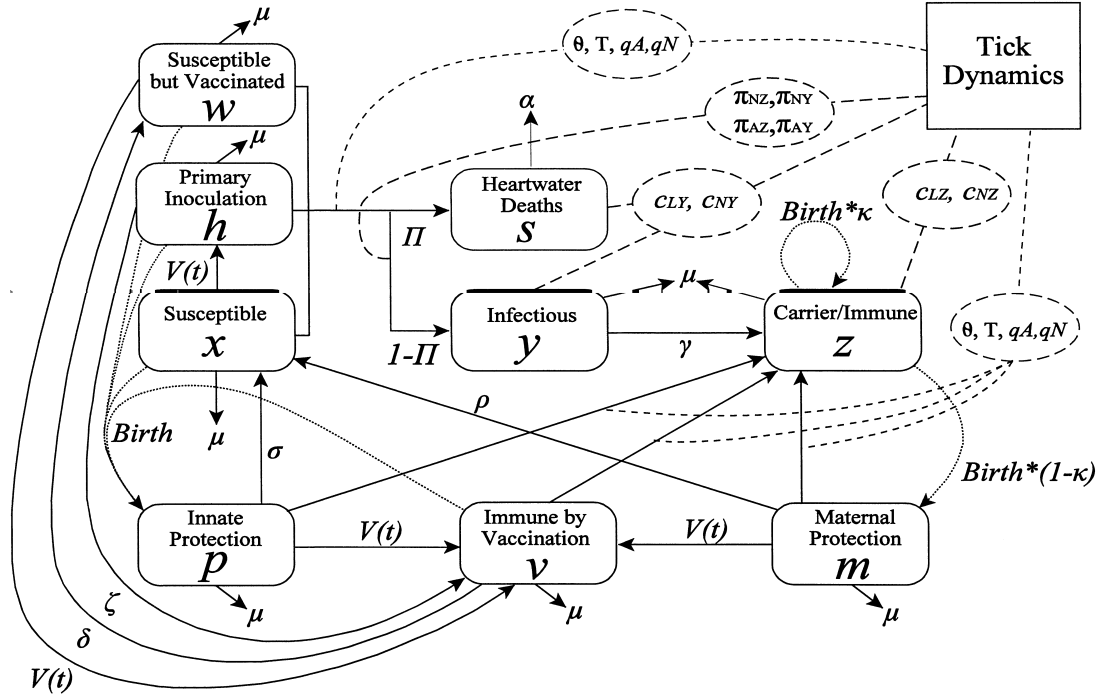 μ
Susceptible
but Vaccinated
w
θ, T, qA,qN
Tick
Dynamics
α
πNZ,πNY
πAZ,πAY
μ
Primary
Inoculation
h
Heartwater
Deaths
s
cLY, cNY
cLZ, cNZ
Birth*κ
Π
V(t)
μ
Susceptible
x
Infectious
y
Carrier/Immune
z
θ, T, qA,qN
1-Π
γ
ρ
Birth
μ
σ
Birth*(1-κ)
Innate
Protection
p
V(t)
Immune by
Vaccination
v
V(t)
Maternal
Protection
m
μ
μ
μ
ζ
δ
V(t)